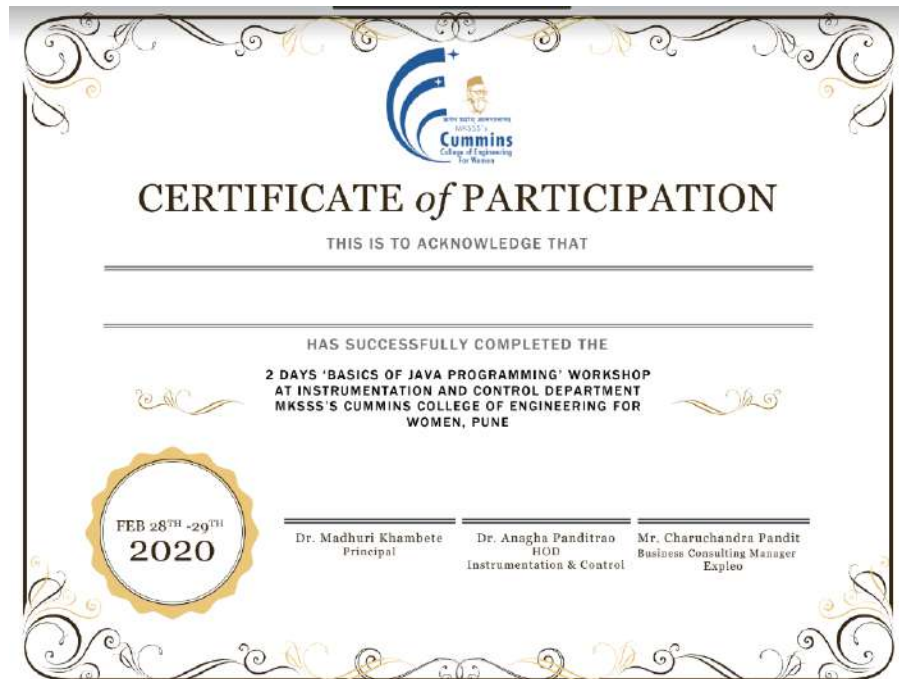 MKSSS's
Cummins
College of Engineering
For Women
CERTIFICATE of PARTICIPATION
THIS IS TO ACKNOWLEDGE THAT
HAS SUCCESSFULLY COMPLETED THE
2 DAYS ‘BASICS OF JAVA PROGRAMMING’ WORKSHOP
AT INSTRUMENTATION AND CONTROL DEPARTMENT
MKSSS'S CUMMINS COLLEGE OF ENGINEERING FOR
WOMEN, PUNE
FEB 28TH -29TH
2020
Dr. Madhuri Khambete
Principal
Dr. Anagha Panditrao
HOD
Instrumentation & Control
Mr. Charuchandra Pandit
Business Consulting Manager
Expleo